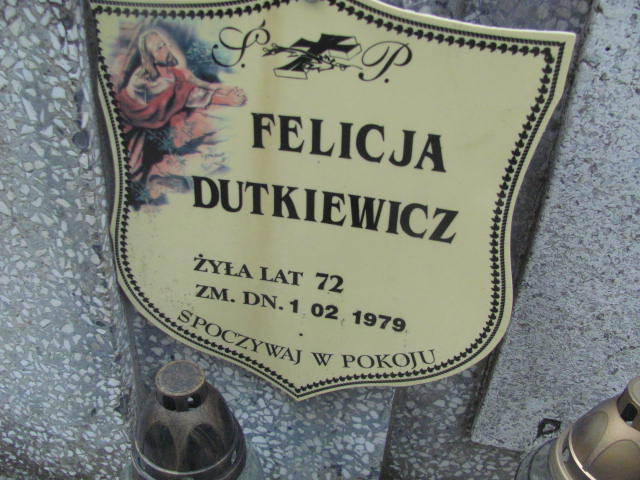 Ś. P.
FELICJA
DUTKIEWICZ
ŻYŁA LAT 72
ZM. DN. 1 02 1979
SPOCZYWAJ W POKOJU